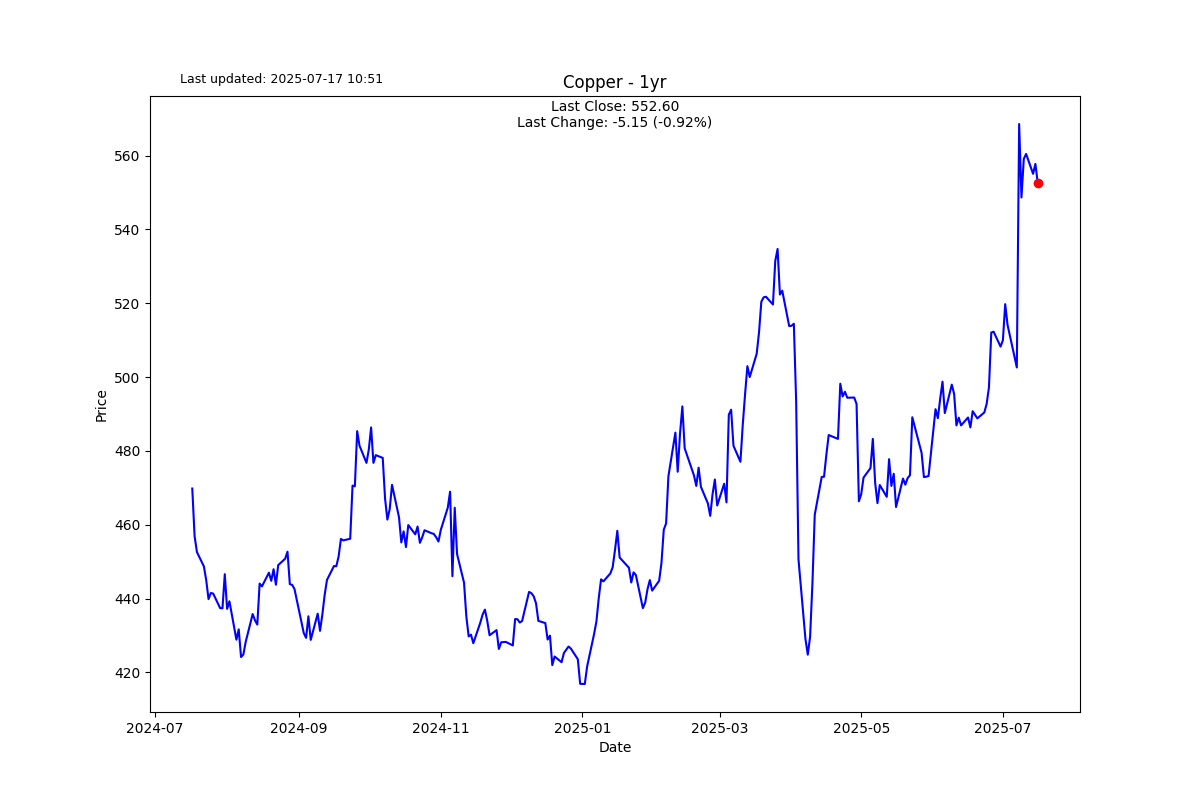 Last updated: 2025-07-17 10:51
Copper - 1yr
Last Close: 552.60
Last Change: -5.15 (-0.92%)
560
540
520
500
480
460
440
420
Price
2024-07
2024-09
2024-11
2025-01
2025-03
2025-05
2025-07
Date